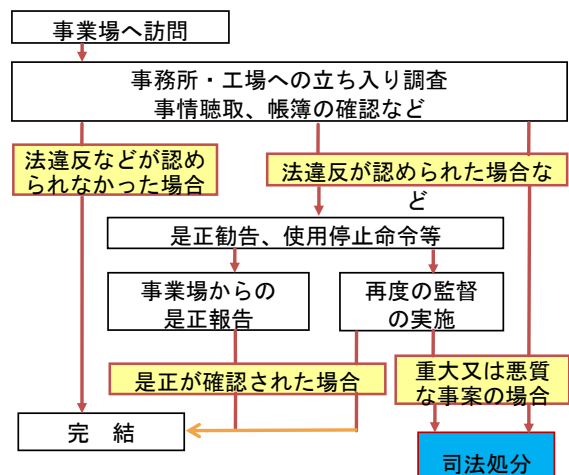 事業場へ訪問
事務所・工場への立ち入り調査
事情聴取、帳簿の確認など
法違反などが認め
られなかった場合
法違反が認められた場合な
ど
是正勧告、使用停止命令等
事業場からの
是正報告
再度の監督
の実施
是正が確認された場合
重大又は悪質
な事案の場合
完 結
司法処分